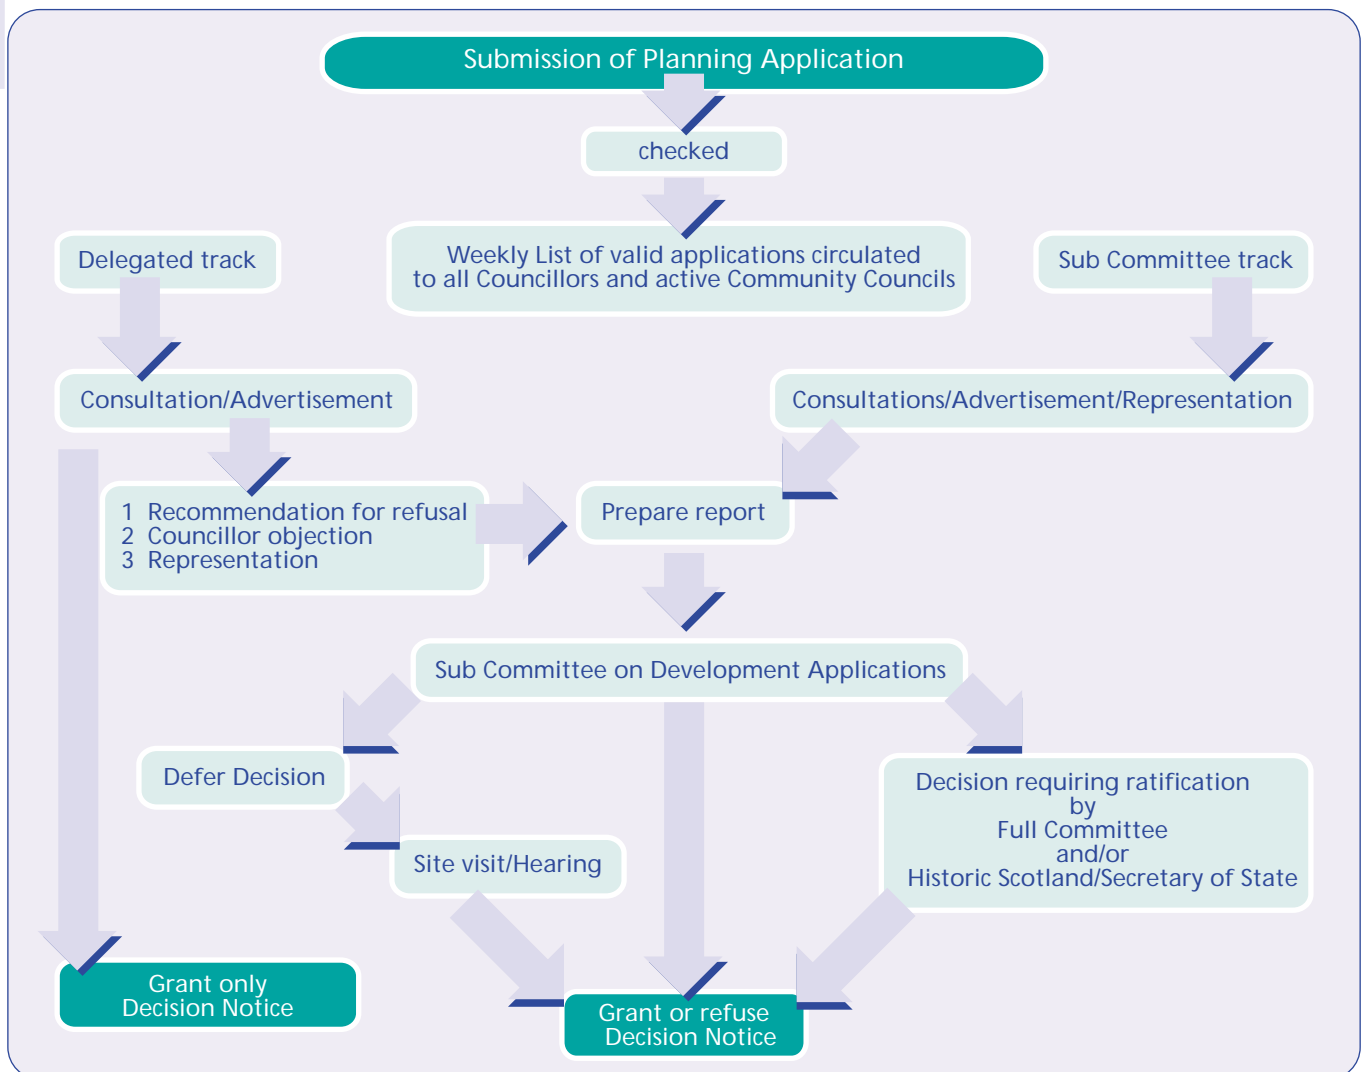 Submission of Planning Application
checked
Weekly List of valid applications circulated
to all Councillors and active Community Councils
Delegated track
Sub Committee track
Consultation/Advertisement
Consultations/Advertisement/Representation
1 Recommendation for refusal
2 Councillor objection
3 Representation
Prepare report
Sub Committee on Development Applications
Defer Decision
Decision requiring ratification
by
Full Committee
and/or
Historic Scotland/Secretary of State
Site visit/Hearing
Grant only
Decision Notice
Grant or refuse
Decision Notice